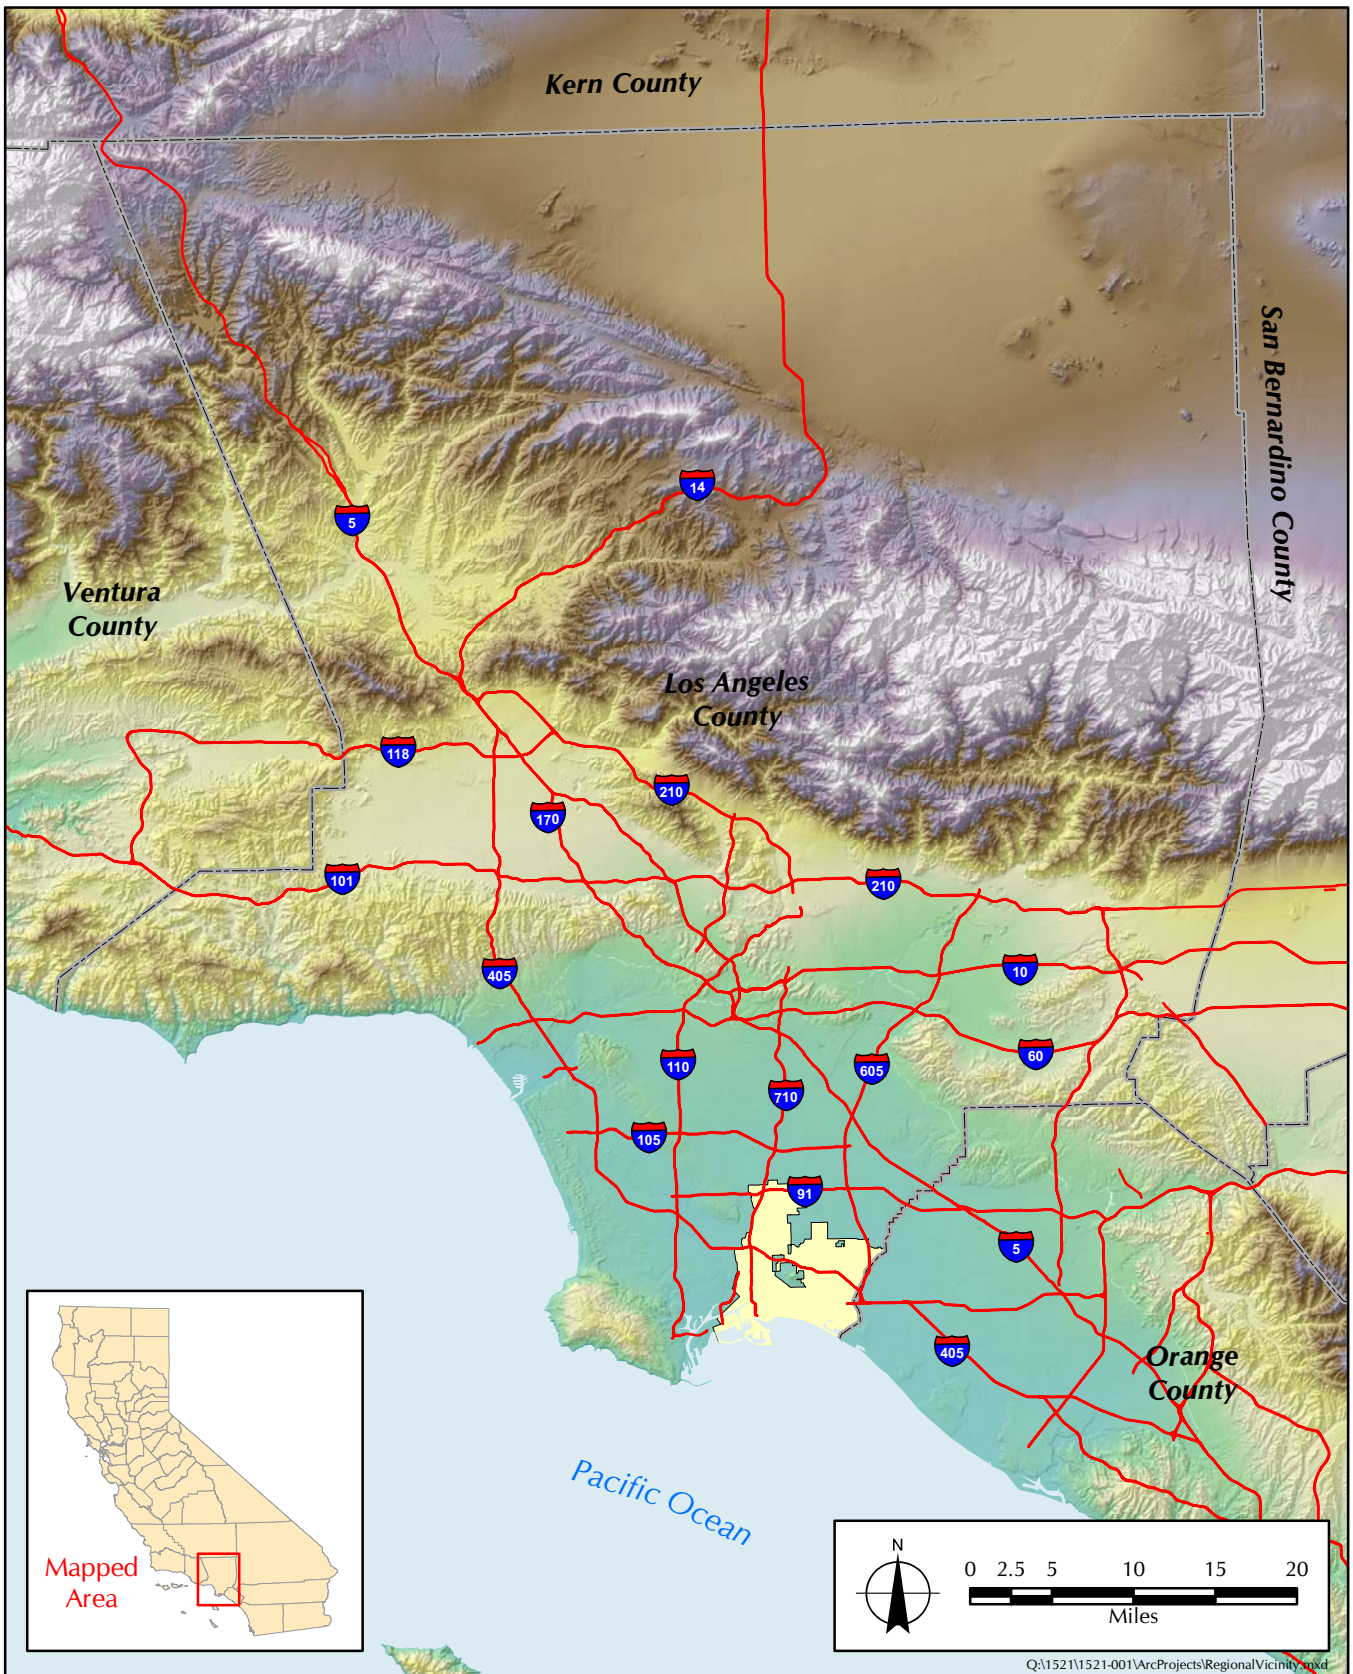 Kern County
San Bernardino County
14
5
Ventura
County
Los Angeles
County
118
210
170
101
210
405
10
60
110
605
710
105
91
5
405
Orange
County
Pacific Ocean
Mapped
Area
N
0 2.5 5 10 15 20
Miles
Q:\1521\1521-001\ArcProjects\RegionalVicinity.mxd